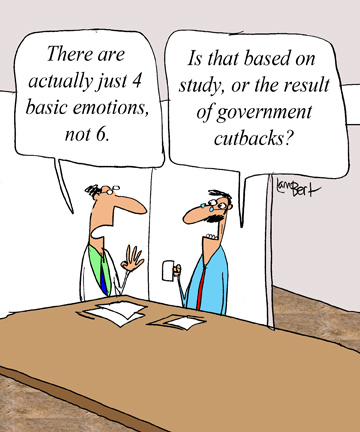 There are
actually just 4
basic emotions,
not 6.
Is that based on
study, or the result
of government
cutbacks?
LamBert